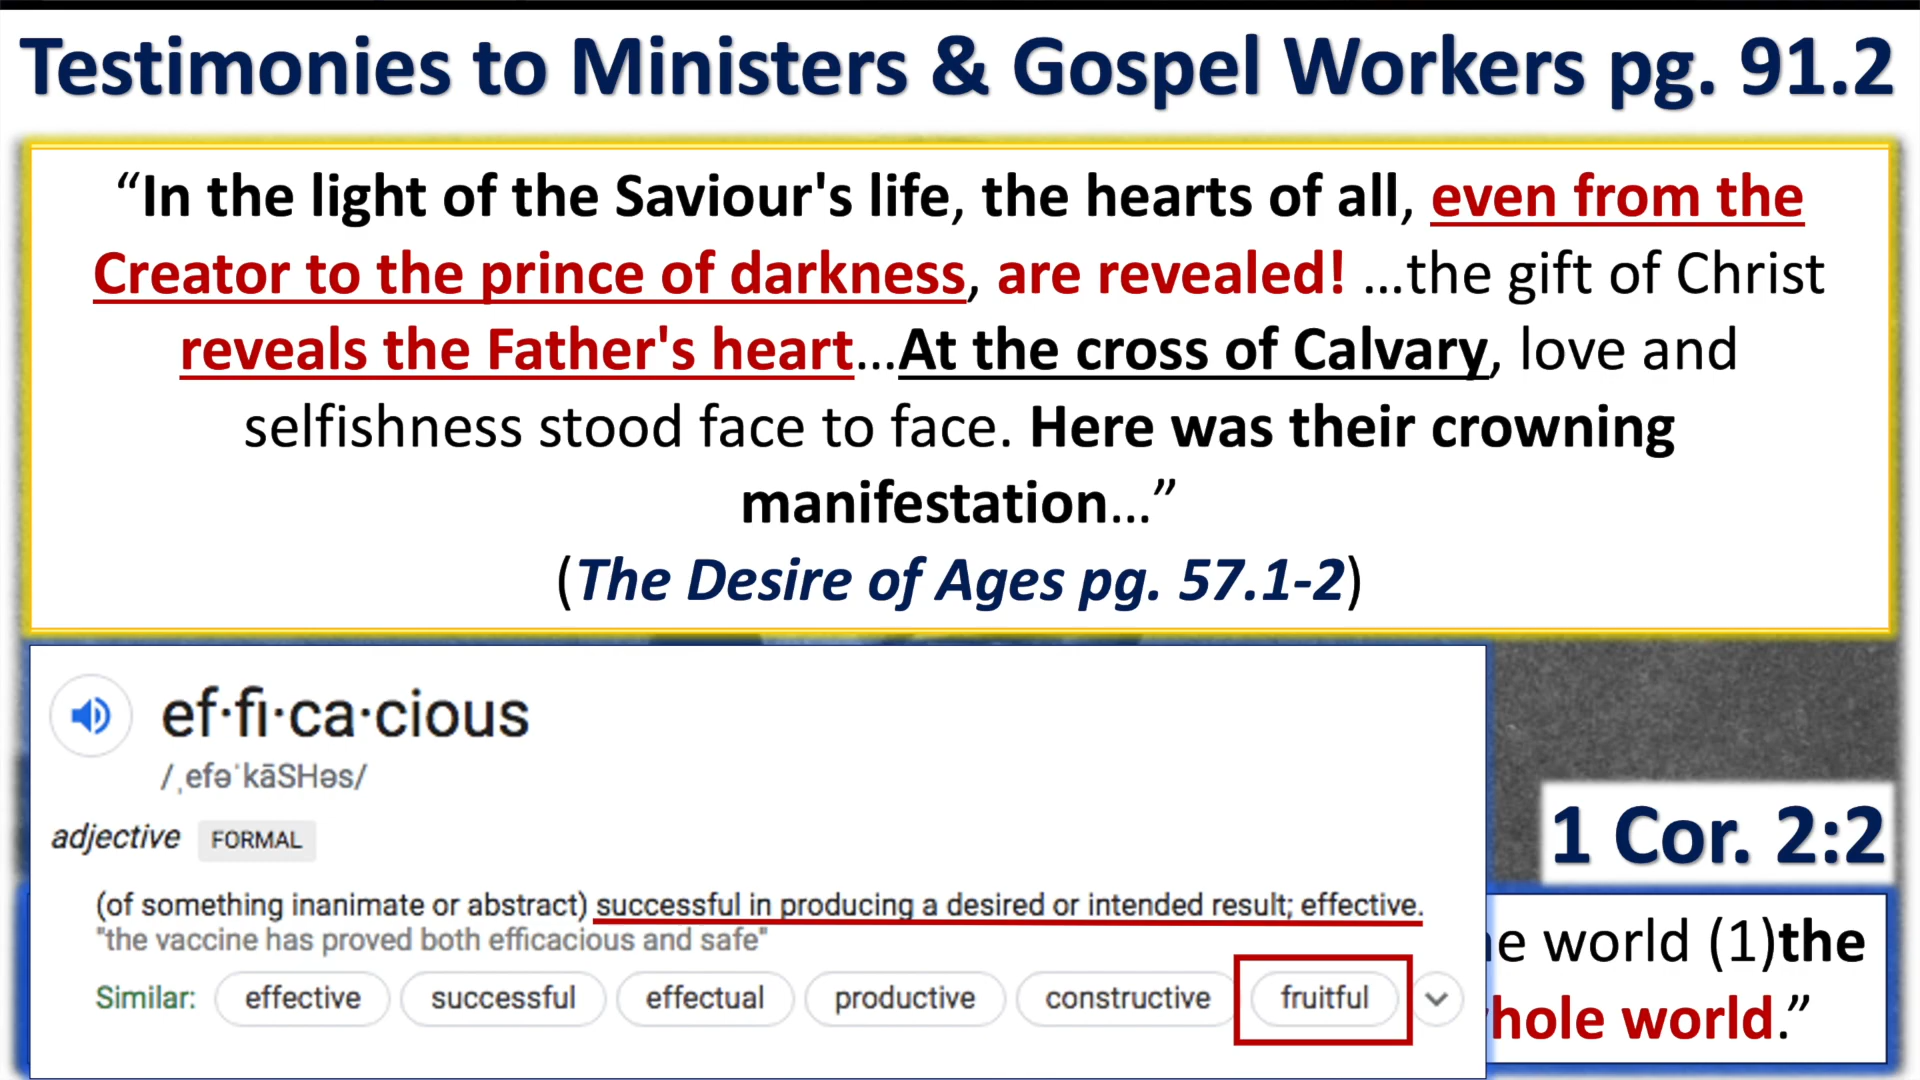 Testimonies to Ministers & Gospel Workers pg. 91.2
“In the light of the Saviour's life, the hearts of all, even from the
Creator to the prince of darkness, are revealed! ...the gift of Christ
reveals the Father's heart...At the cross of Calvary, love and
selfishness stood face to face. Here was their crowning
manifestation...”
(The Desire of Ages pg. 57.1-2)
ef·fi·ca·cious
/ˌefəˈkāSHəs/
adjective FORMAL
(of something inanimate or abstract) successful in producing a desired or intended result; effective.
"the vaccine has proved both efficacious and safe"
Similar: effective successful effectual productive constructive fruitful
1 Cor. 2:2
world (1)the
world.”